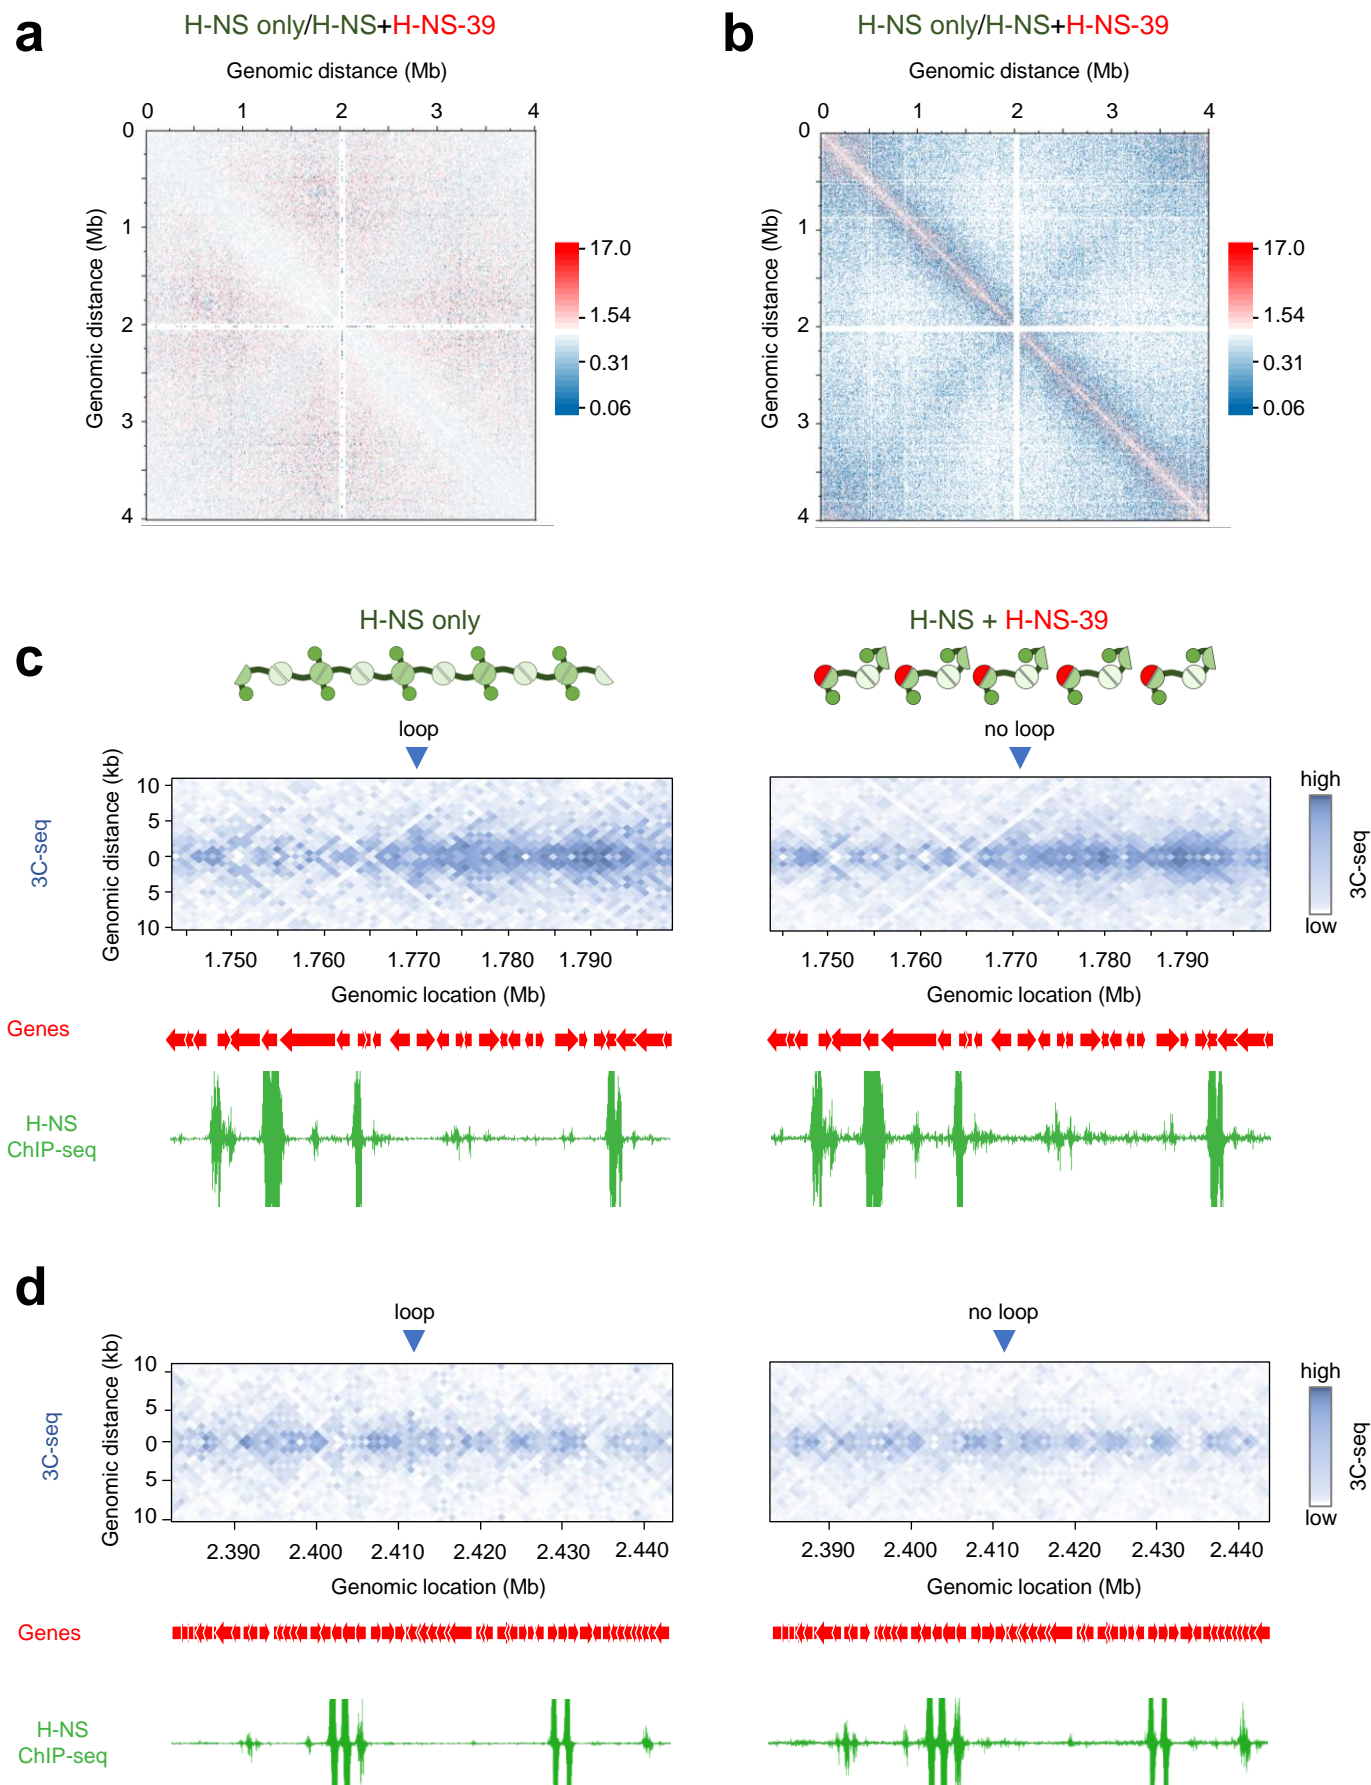 a
H-NS only/H-NS+H-NS-39
Genomic distance (Mb)
0 1 2 3 4
Genomic distance (Mb)
0
1
2
3
4
17.0
1.54
0.31
0.06
b
H-NS only/H-NS+H-NS-39
Genomic distance (Mb)
0 1 2 3 4
Genomic distance (Mb)
0
1
2
3
4
17.0
1.54
0.31
0.06
c
H-NS only
H-NS + H-NS-39
loop
no loop
3C-seq
Genomic distance (kb)
10
5
0
5
10
1.750 1.760 1.770 1.780 1.790
Genomic location (Mb)
1.750 1.760 1.770 1.780 1.790
Genomic location (Mb)
high
low
3C-seq
Genes
H-NS
ChIP-seq
d
loop
no loop
3C-seq
Genomic distance (kb)
10
5
0
5
10
2.390 2.400 2.410 2.420 2.430 2.440
Genomic location (Mb)
2.390 2.400 2.410 2.420 2.430 2.440
Genomic location (Mb)
high
low
3C-seq
Genes
H-NS
ChIP-seq